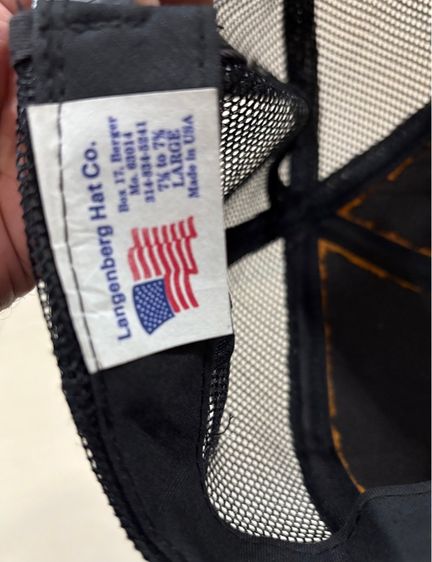 Langenberg Hat Co.
Box 17, Berger
Mo. 63014
314-834-5241
7⅛ to 7⅝
LARGE
Made in USA